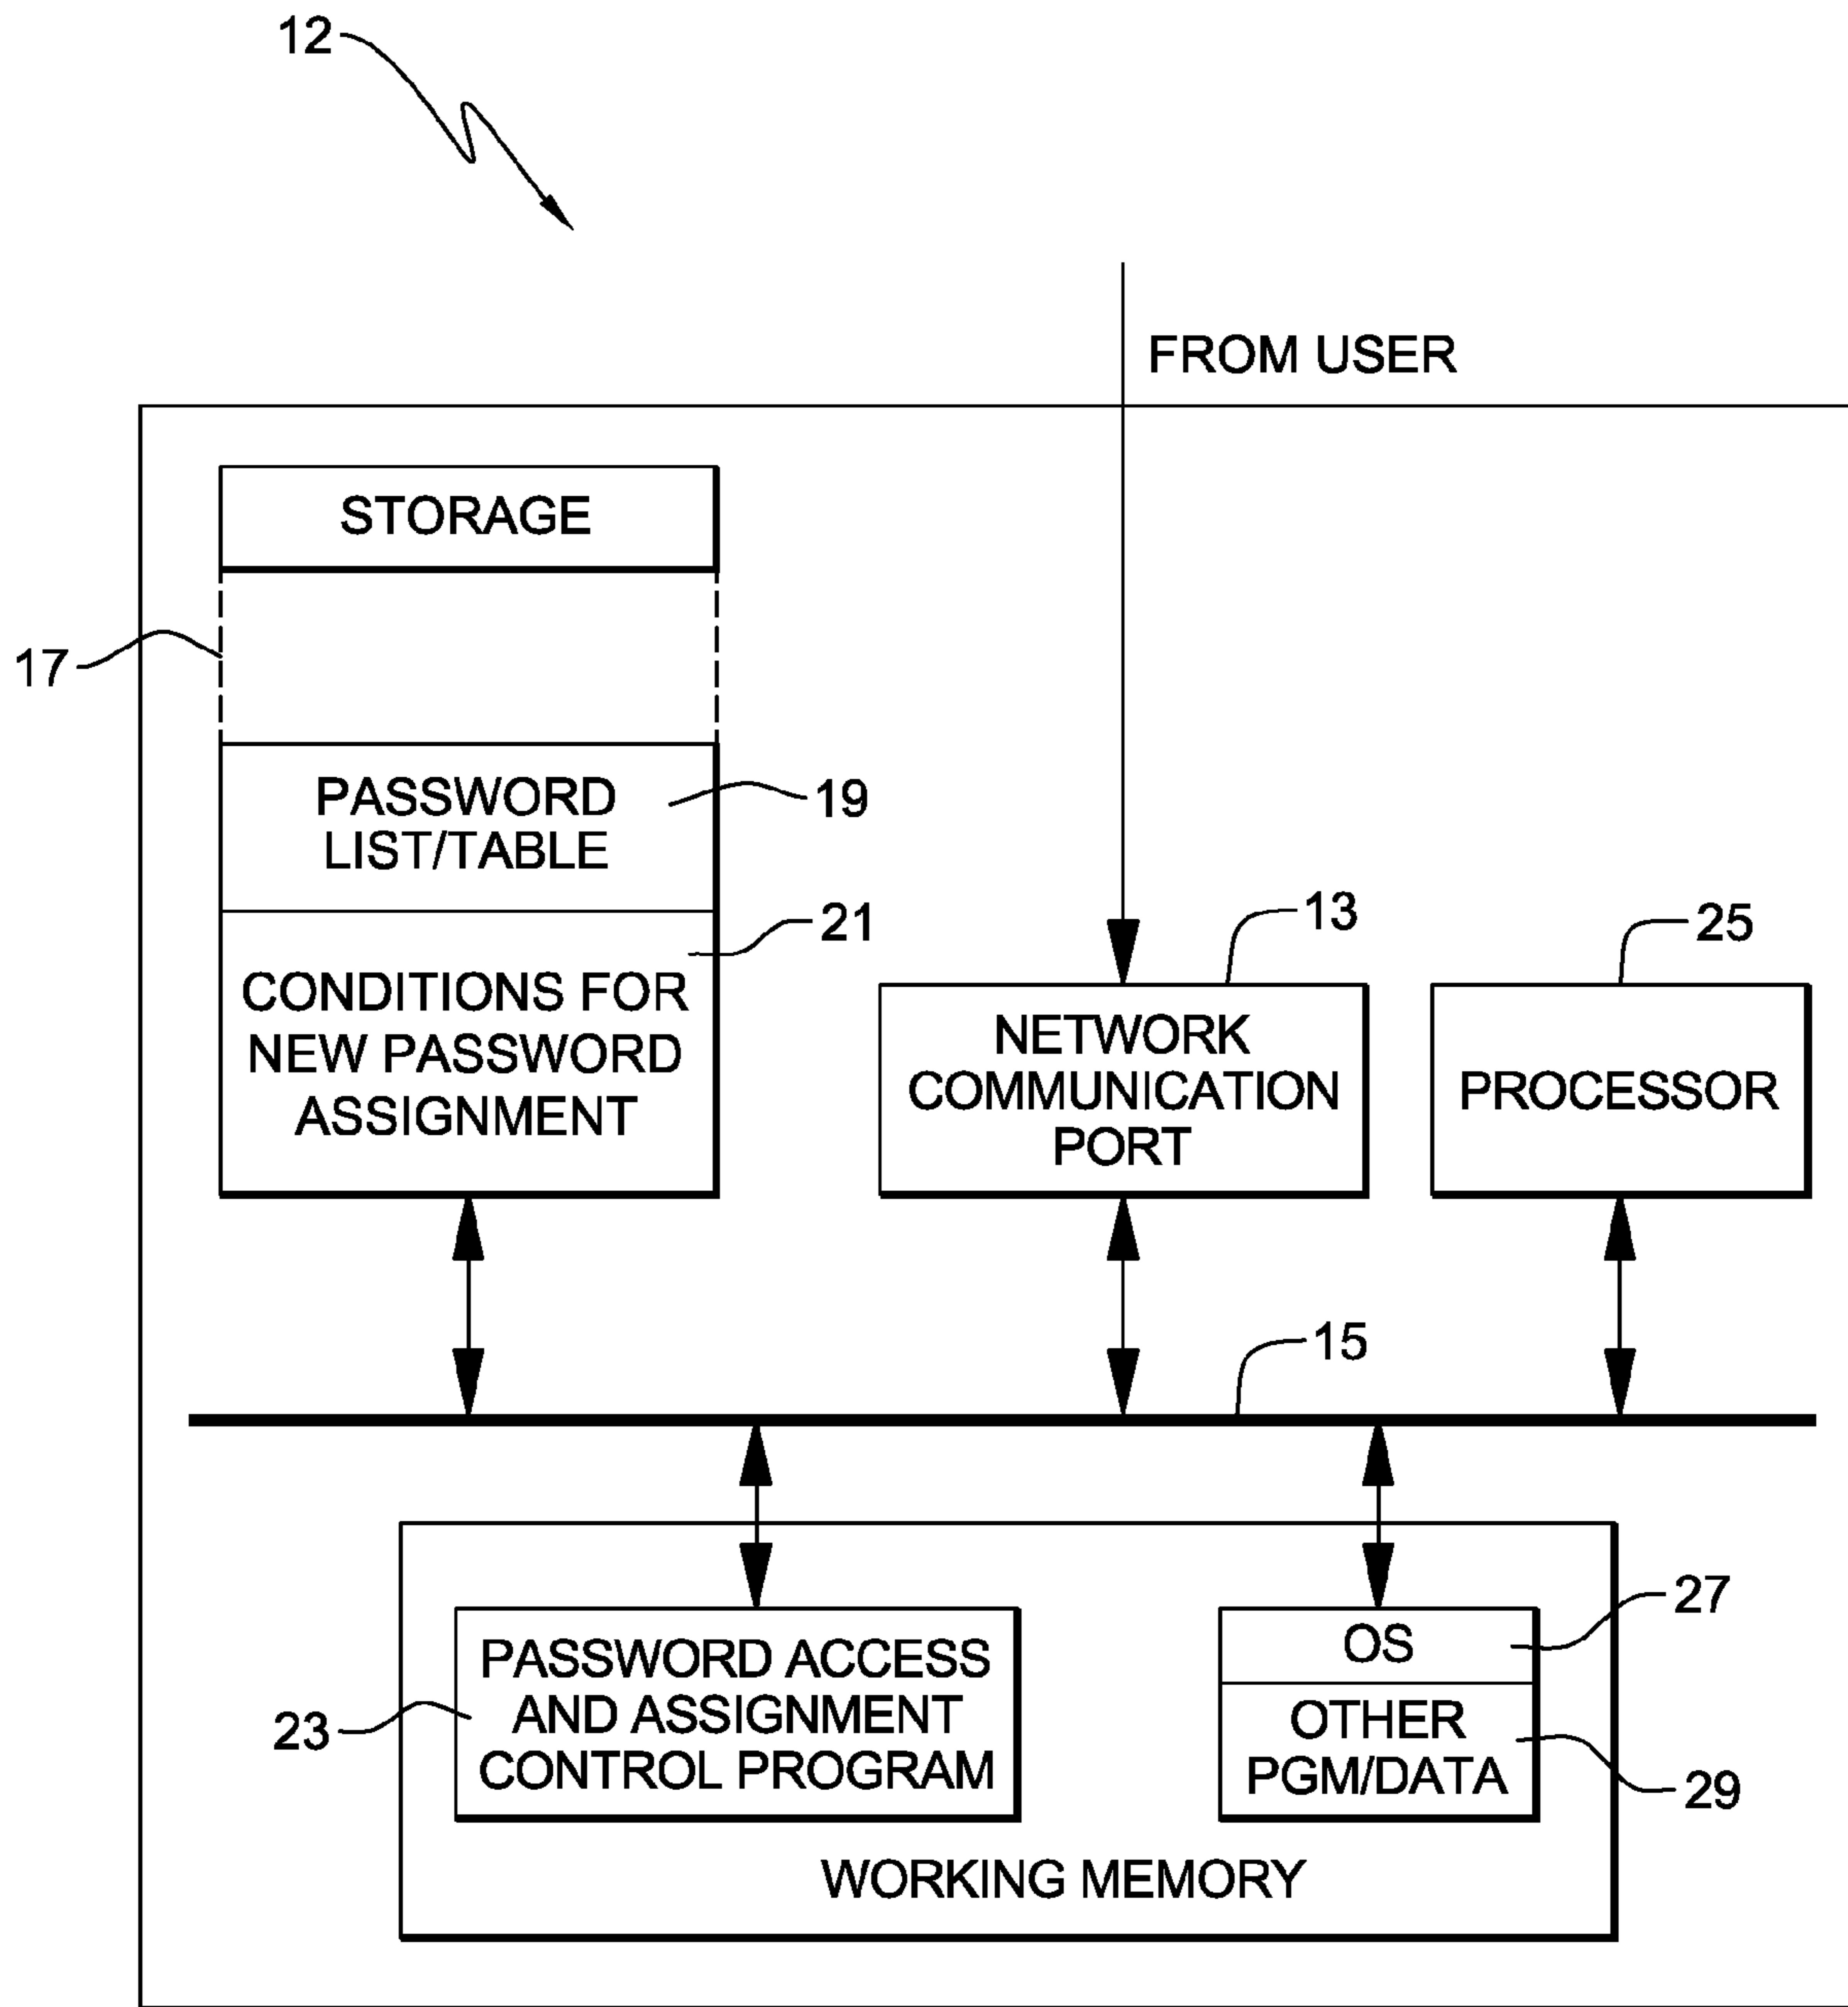 12
FROM USER
STORAGE
17
PASSWORD
LIST/TABLE
19
21
CONDITIONS FOR
NEW PASSWORD
ASSIGNMENT
13
NETWORK
COMMUNICATION
PORT
25
PROCESSOR
15
PASSWORD ACCESS
AND ASSIGNMENT
CONTROL PROGRAM
23
OS
27
OTHER
PGM/DATA
29
WORKING MEMORY